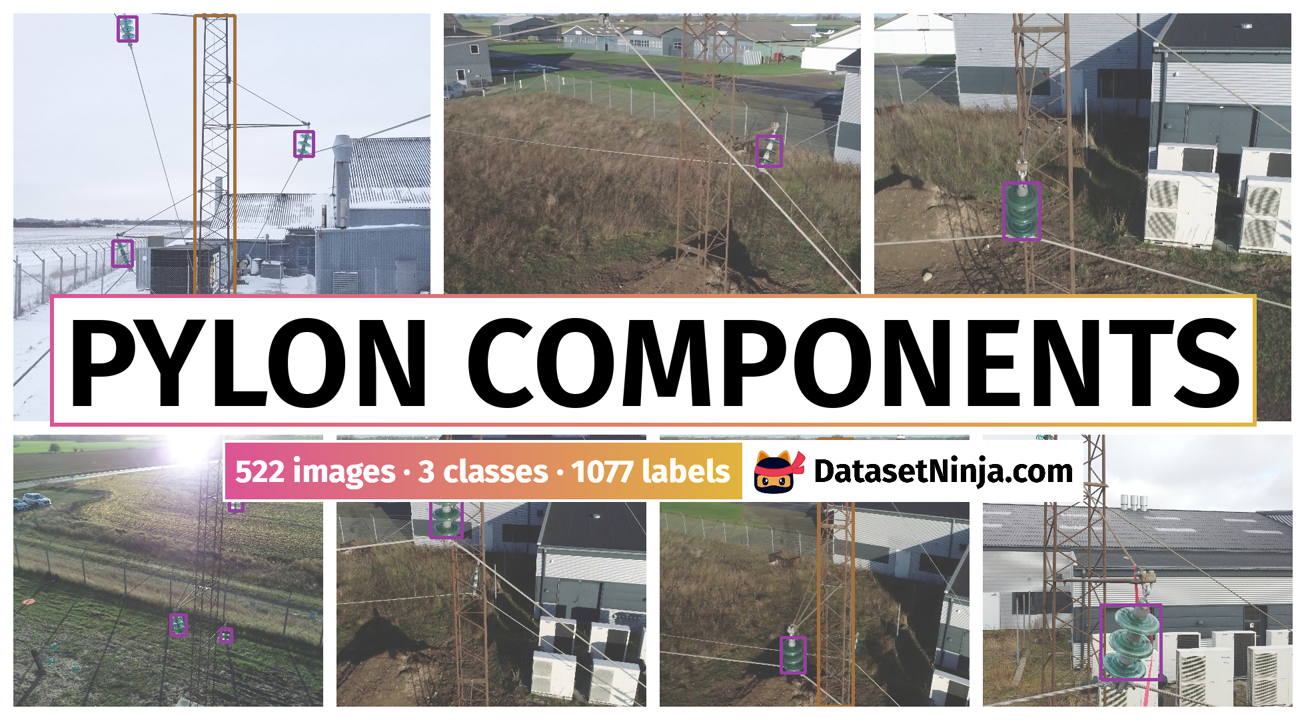 PYLON COMPONENTS
522 images · 3 classes · 1077 labels
DatasetNinja.com